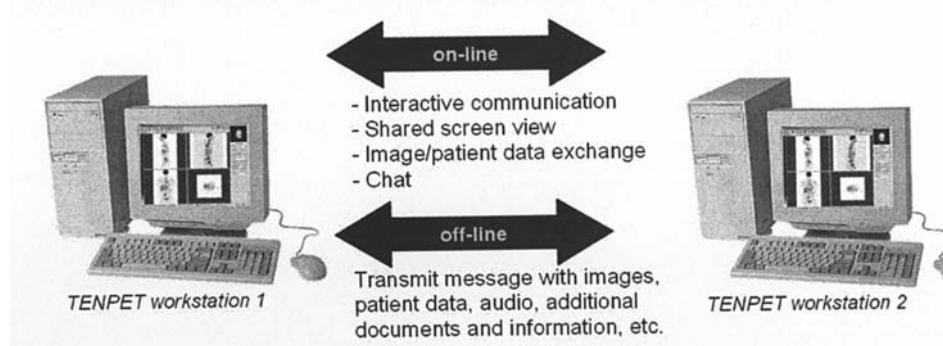 on-line
- Interactive communication
- Shared screen view
- Image/patient data exchange
- Chat
off-line
Transmit message with images,
patient data, audio, additional
documents and information, etc.
TENPET workstation 1
TENPET workstation 2